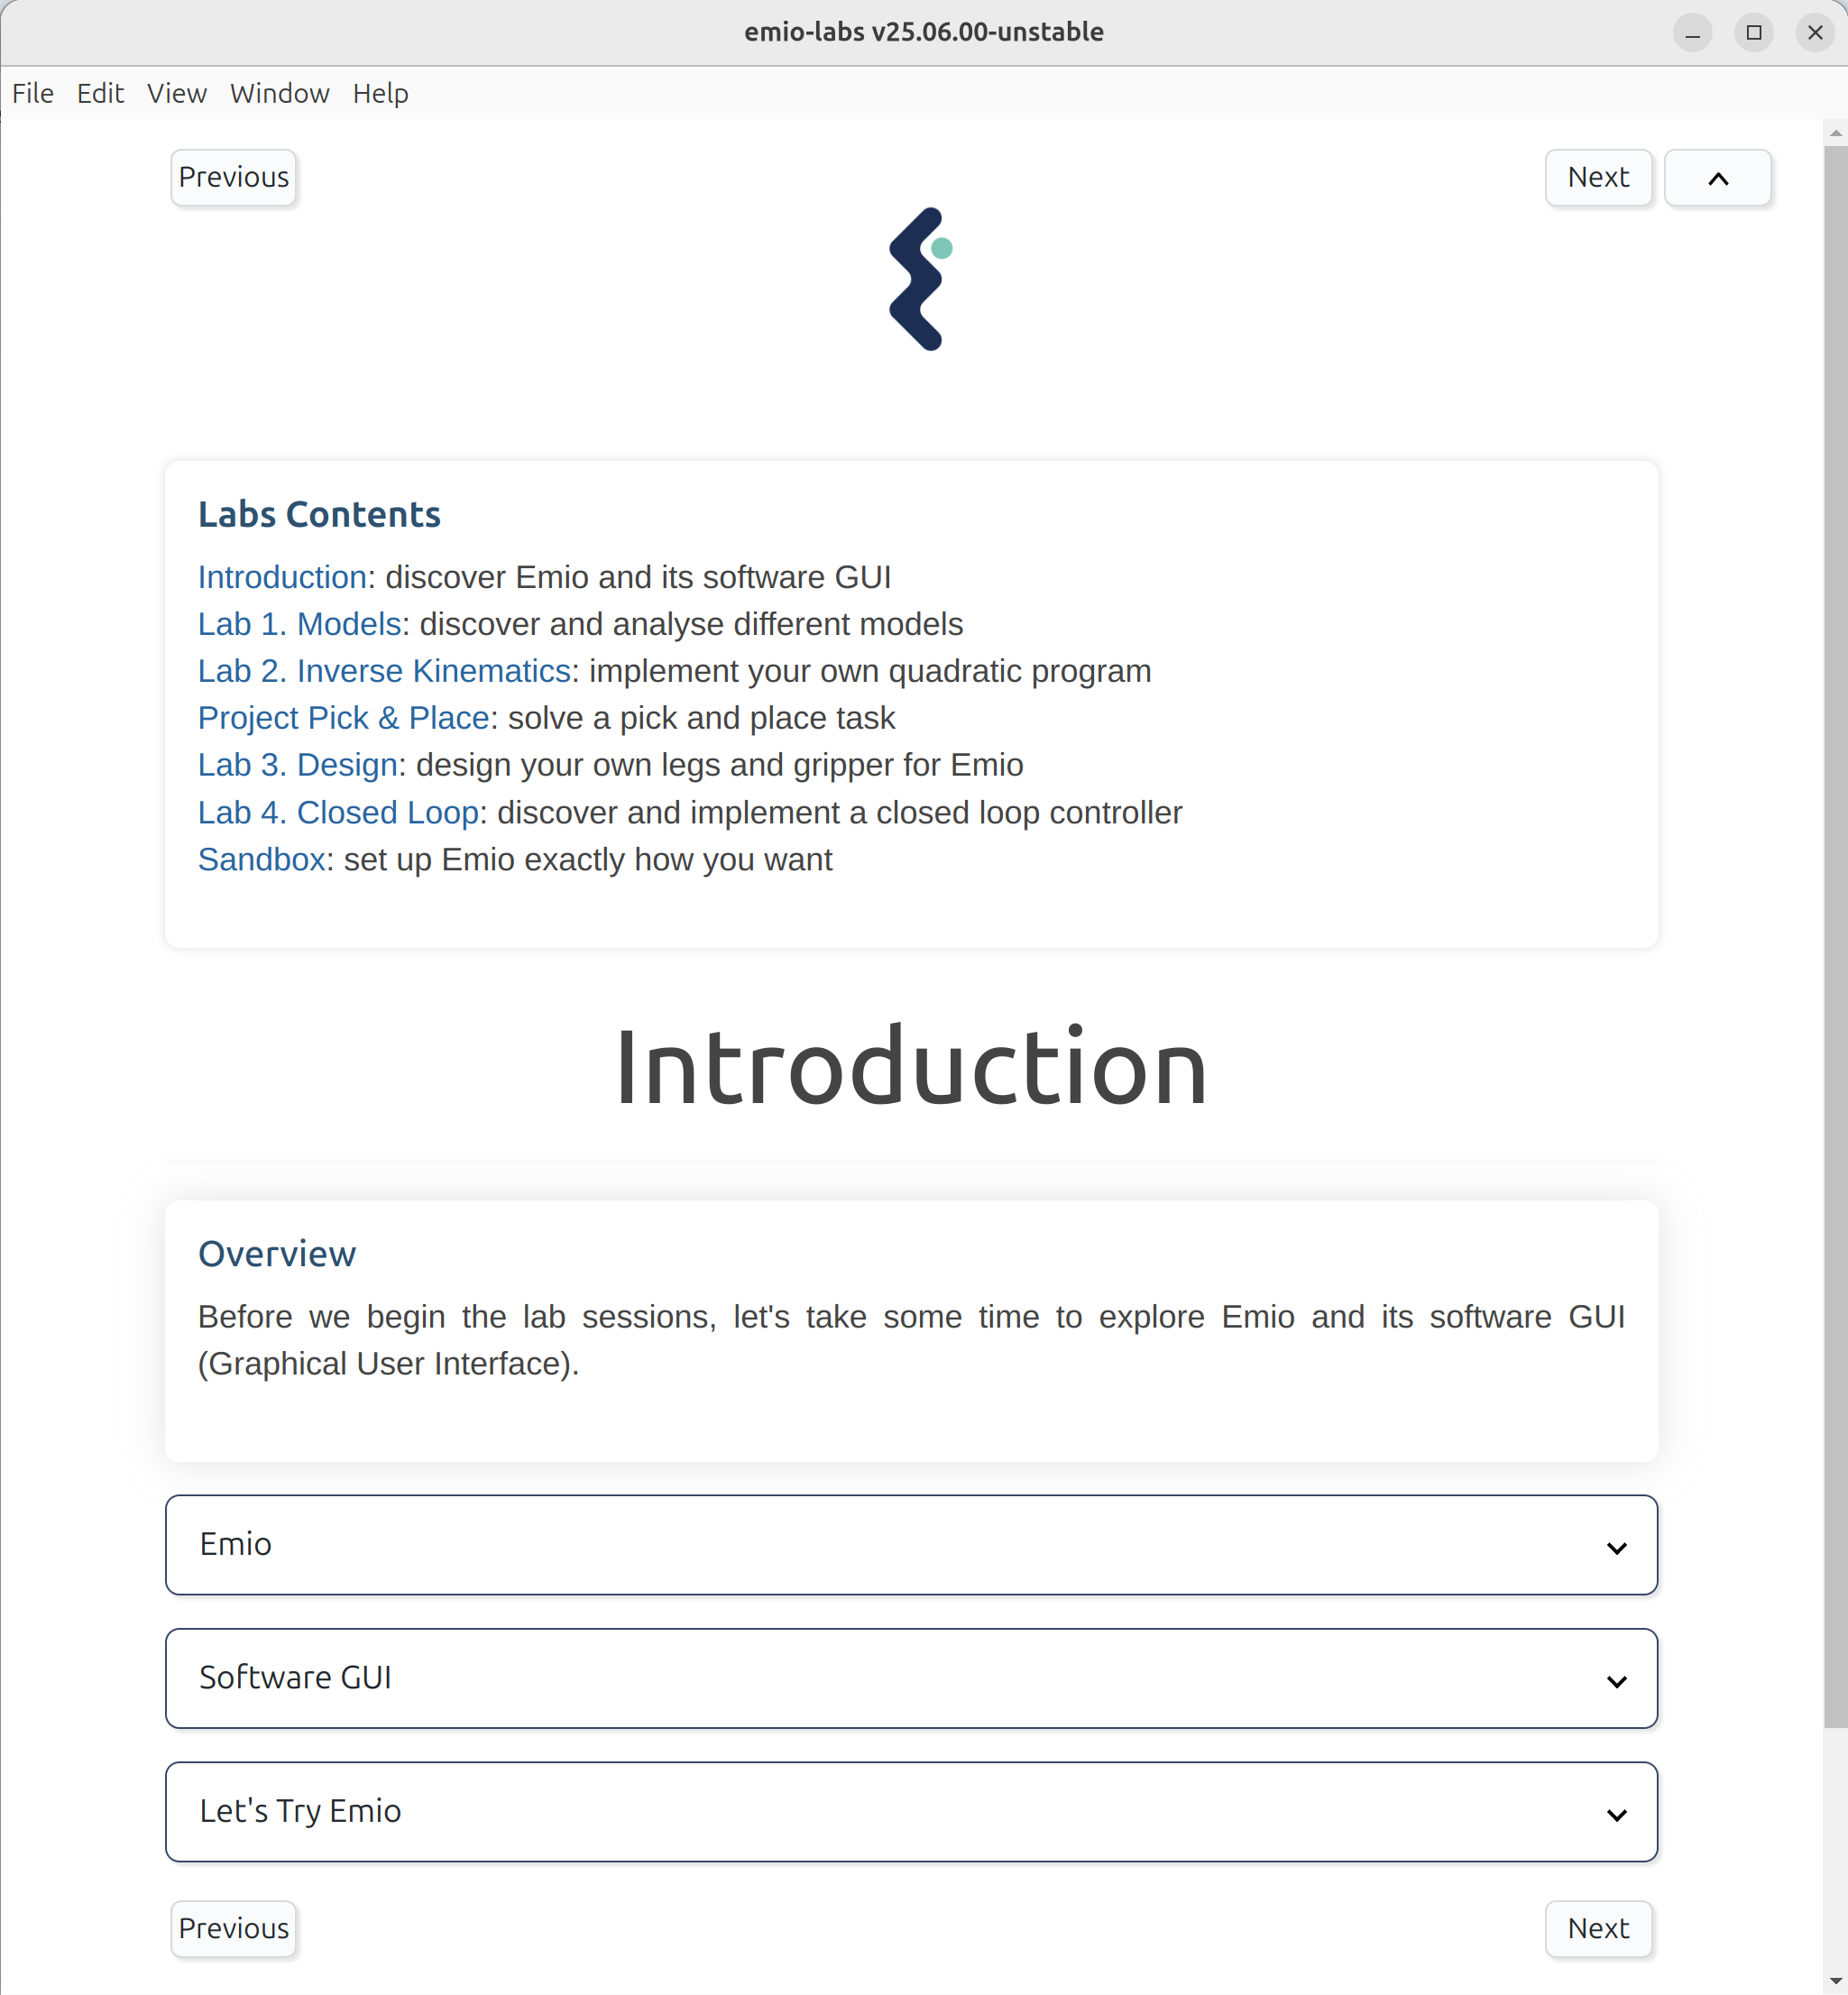 emio-labs v25.06.00-unstable
File Edit View Window Help
Previous
Next
Labs Contents
Introduction: discover Emio and its software GUI
Lab 1. Models: discover and analyse different models
Lab 2. Inverse Kinematics: implement your own quadratic program
Project Pick & Place: solve a pick and place task
Lab 3. Design: design your own legs and gripper for Emio
Lab 4. Closed Loop: discover and implement a closed loop controller
Sandbox: set up Emio exactly how you want
Introduction
Overview
Before we begin the lab sessions, let's take some time to explore Emio and its software GUI
(Graphical User Interface).
Emio
Software GUI
Let's Try Emio
Previous
Next